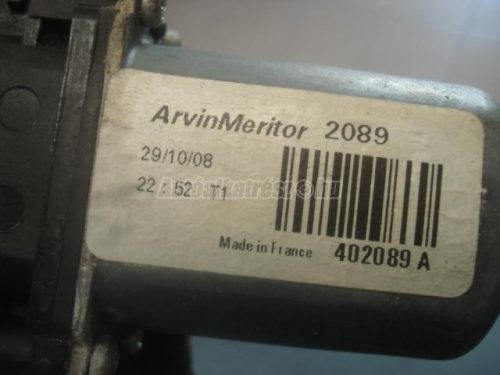 ArvinMeritor 2089
29/10/08
22 : 52 T1
Made in France
402089 A